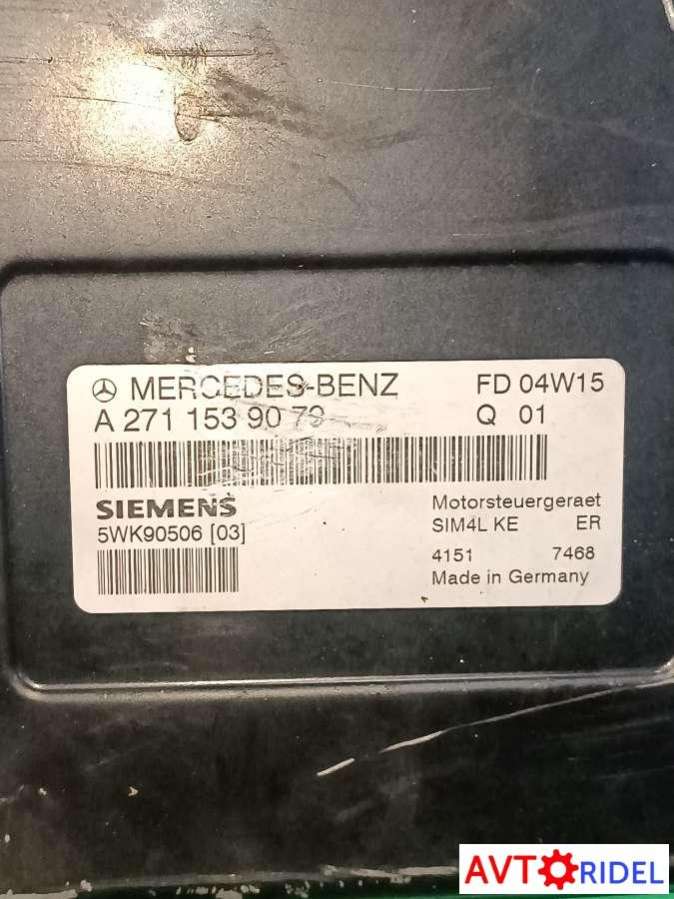 MERCEDES-BENZ FD 04W15
A 271 153 90 79 Q 01
SIEMENS Motorsteuergeraet
5WK90506 [03] SIM4L KE ER
4151 7468
Made in Germany
AVTORIDEL